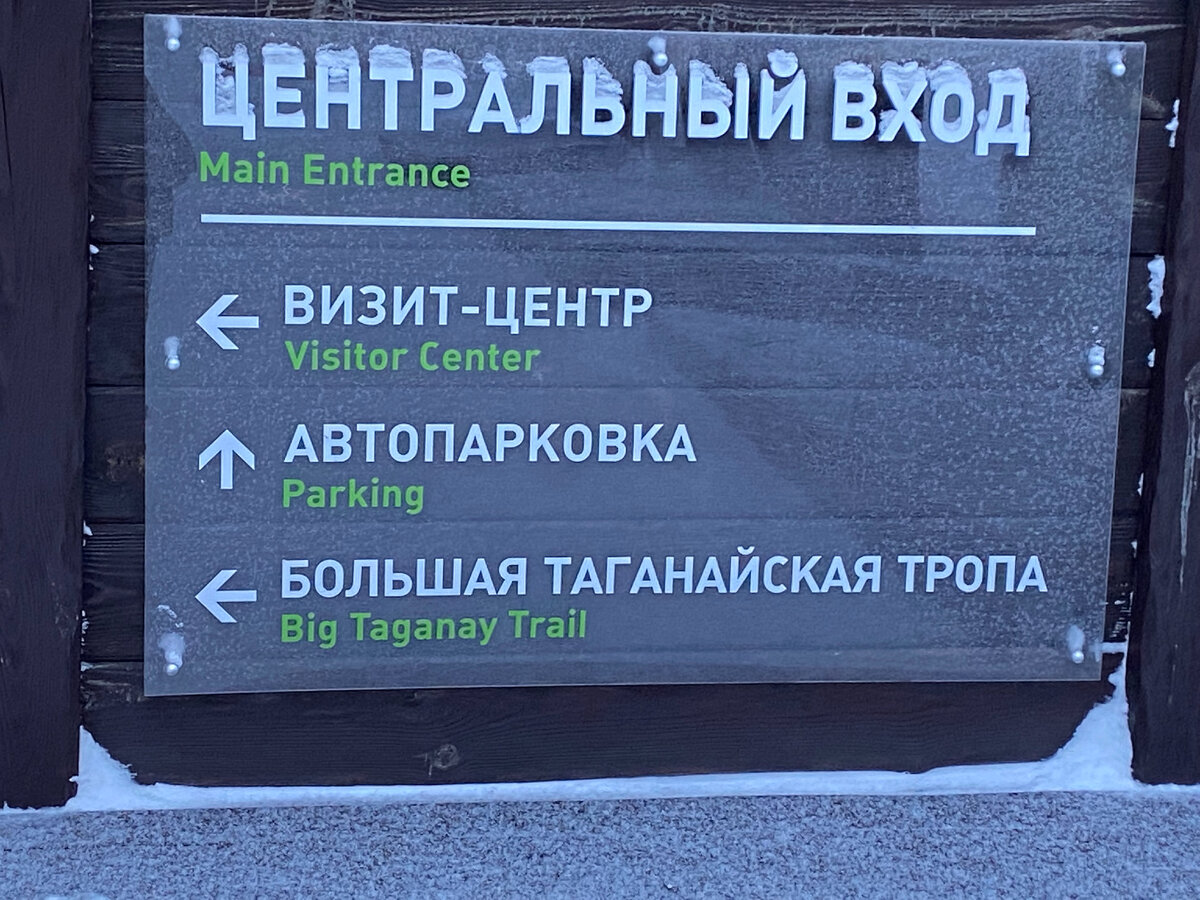 ЦЕНТРАЛЬНЫЙ ВХОД
Main Entrance
ВИЗИТ-ЦЕНТР
Visitor Center
АВТОПАРКОВКА
Parking
БОЛЬШАЯ ТАГАНАЙСКАЯ ТРОПА
Big Taganay Trail